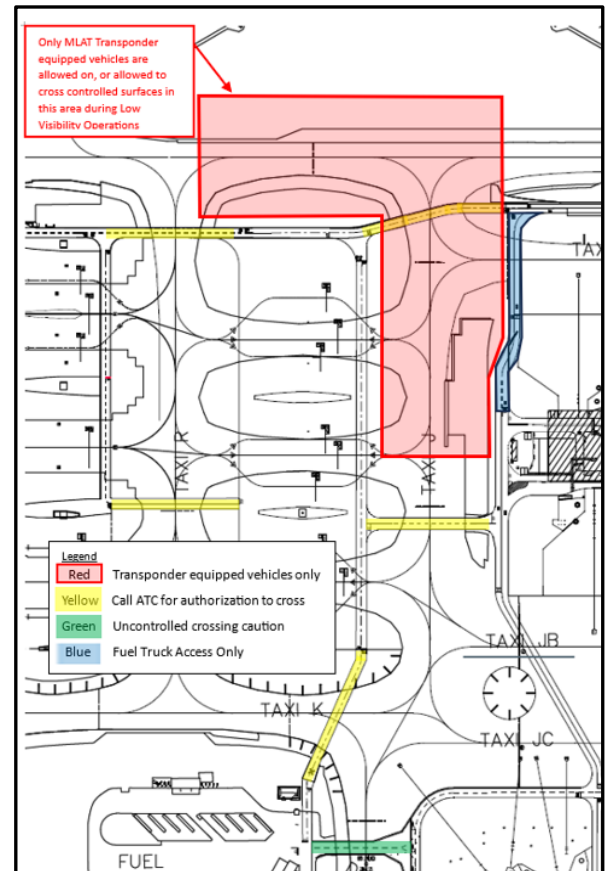 Only MLAT Transponder
equipped vehicles are
allowed on, or allowed to
cross controlled surfaces in
this area during Low
Visibility Operations
TAXI R
TAXI J
Legend
Red Transponder equipped vehicles only
Yellow Call ATC for authorization to cross
Green Uncontrolled crossing caution
Blue Fuel Truck Access Only
TAXI JB
TAXI K
TAXI JC
FUEL